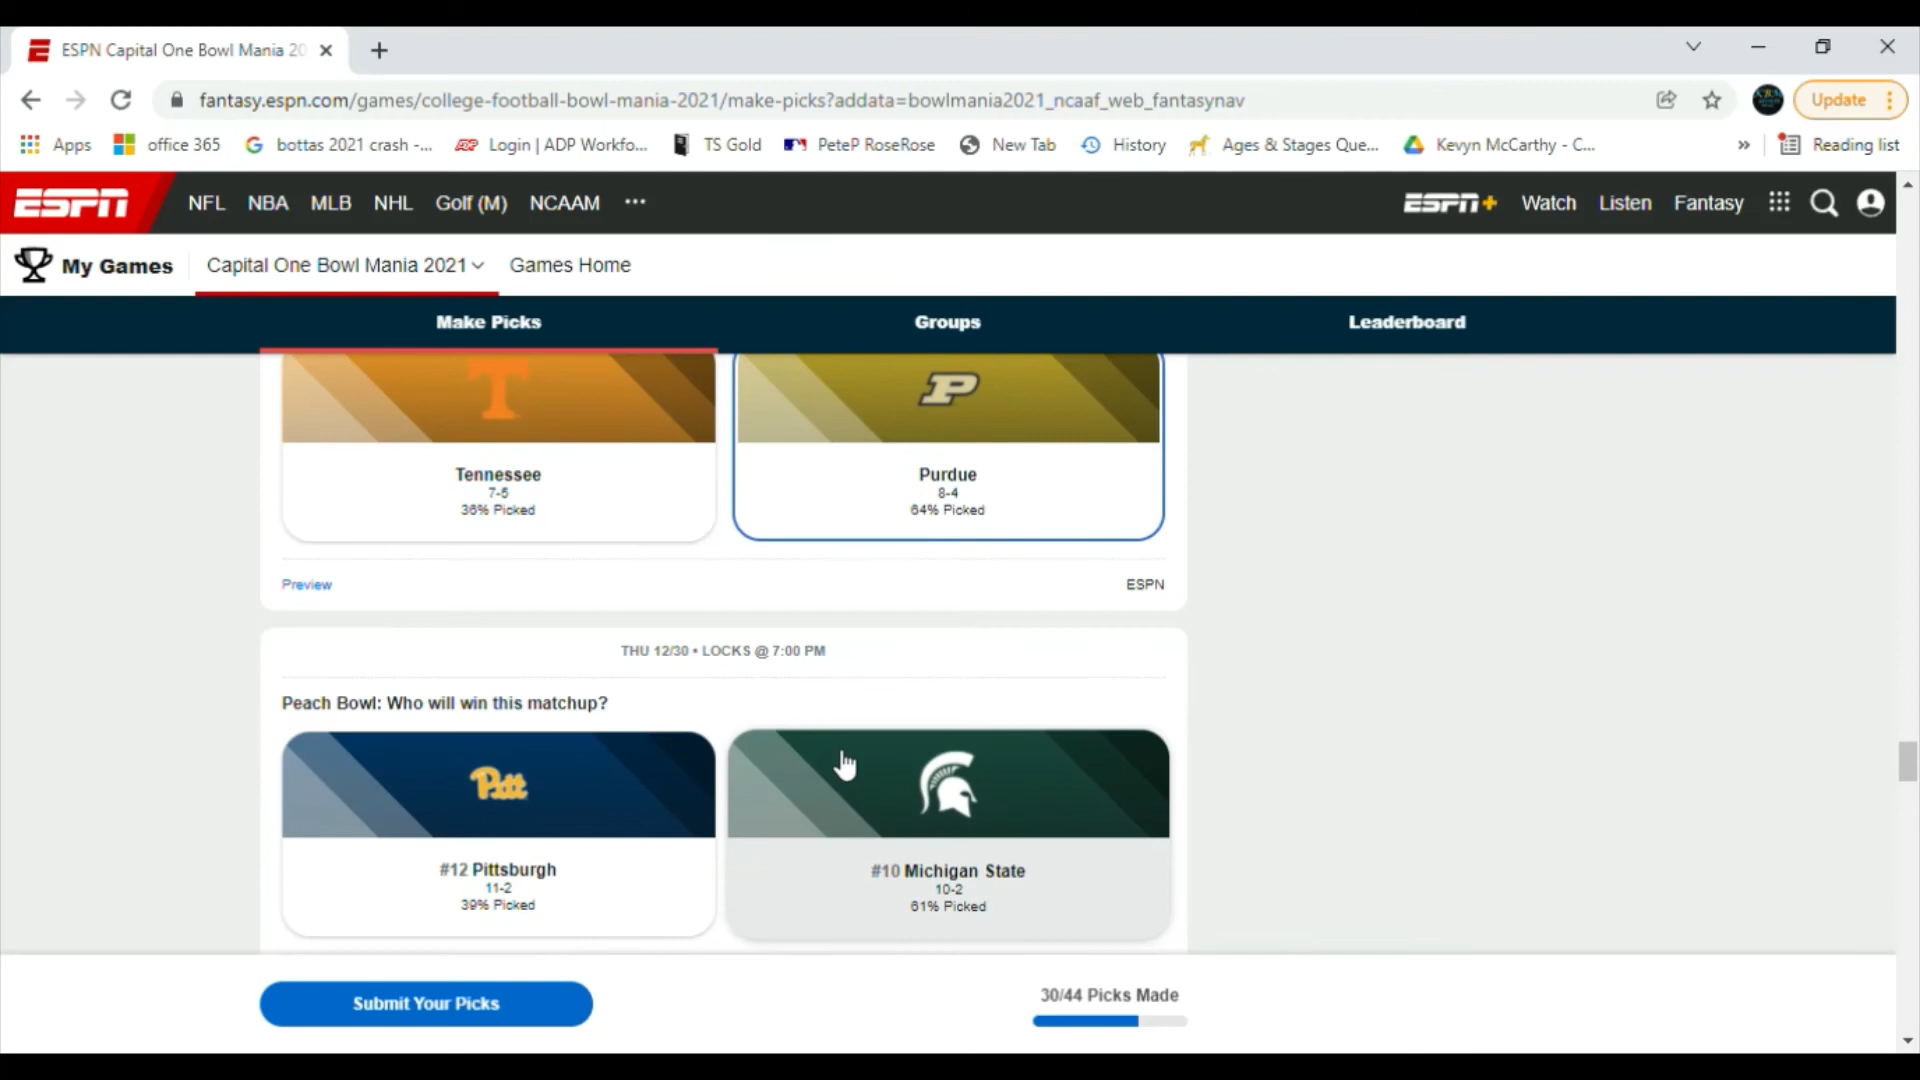 ESPN Capital One Bowl Mania 20
fantasy.espn.com/games/college-football-bowl-mania-2021/make-picks?addata=bowlmania2021_ncaaf_web_fantasynav
Update
Apps office 365 bottas 2021 crash -... Login | ADP Workfo... TS Gold PeteP RoseRose New Tab History Ages & Stages Que... Kevyn McCarthy - C... » Reading list
ESPN NFL NBA MLB NHL Golf (M) NCAAM ••• ESPN+ Watch Listen Fantasy
My Games Capital One Bowl Mania 2021 Games Home
Make Picks Groups Leaderboard
T P
Tennessee Purdue
7-5 8-4
36% Picked 64% Picked
Preview ESPN
THU 12/30 • LOCKS @ 7:00 PM
Peach Bowl: Who will win this matchup?
Pitt
#12 Pittsburgh #10 Michigan State
11-2 10-2
39% Picked 61% Picked
Submit Your Picks 30/44 Picks Made